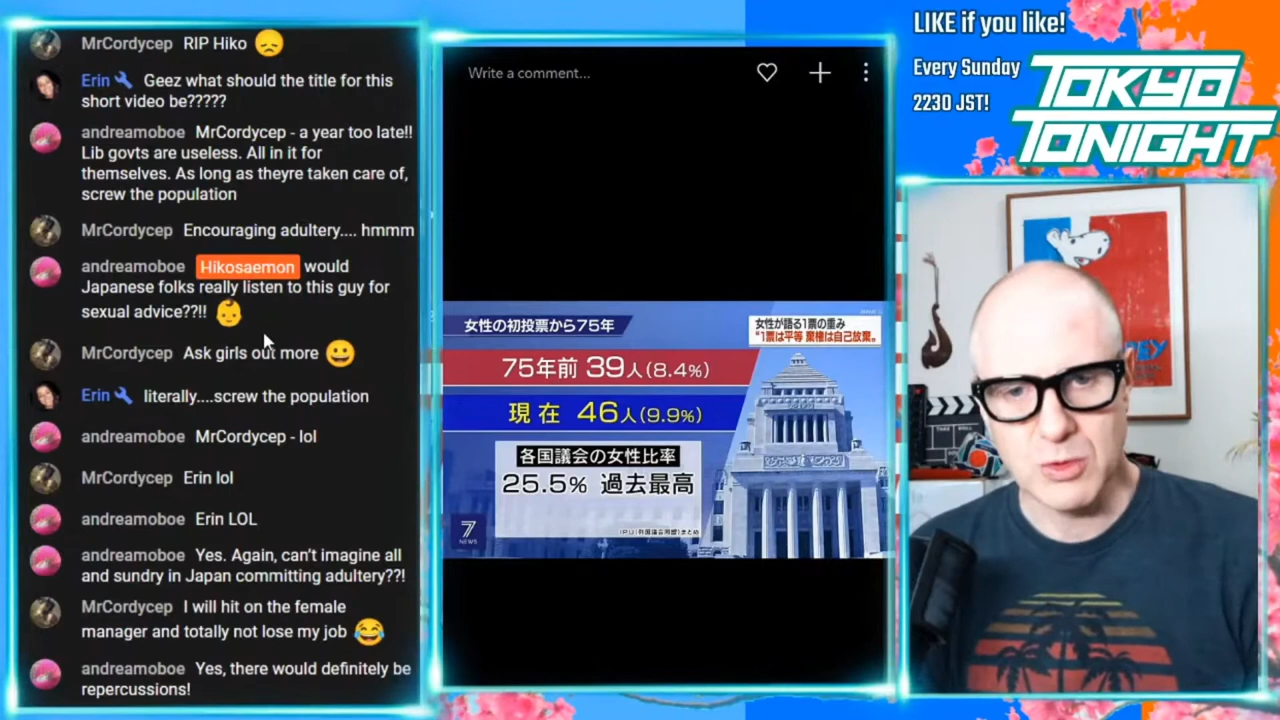 MrCordycep RIP Hiko 😞
Erin Geez what should the title for this
short video be?????
andreamoboe MrCordycep - a year too late!!
Lib govts are useless. All in it for
themselves. As long as theyre taken care of,
screw the population
MrCordycep Encouraging adultery.... hmmm
andreamoboe Hikosaemon would
Japanese folks really listen to this guy for
sexual advice??!! 👶
MrCordycep Ask girls out more 😀
Erin literally....screw the population
andreamoboe MrCordycep - lol
MrCordycep Erin lol
andreamoboe Erin LOL
andreamoboe Yes. Again, can't imagine all
and sundry in Japan committing adultery??!
MrCordycep I will hit on the female
manager and totally not lose my job 😂
andreamoboe Yes, there would definitely be
repercussions!
Write a comment...
女性の初投票から75年
女性が語る1票の重み
"1票は平等 棄権は自己放棄"
75年前 39人(8.4%)
現在 46人(9.9%)
各国議会の女性比率
25.5% 過去最高
7
NEWS
LIKE if you like!
Every Sunday
2230 JST!
TOKYO
TONIGHT